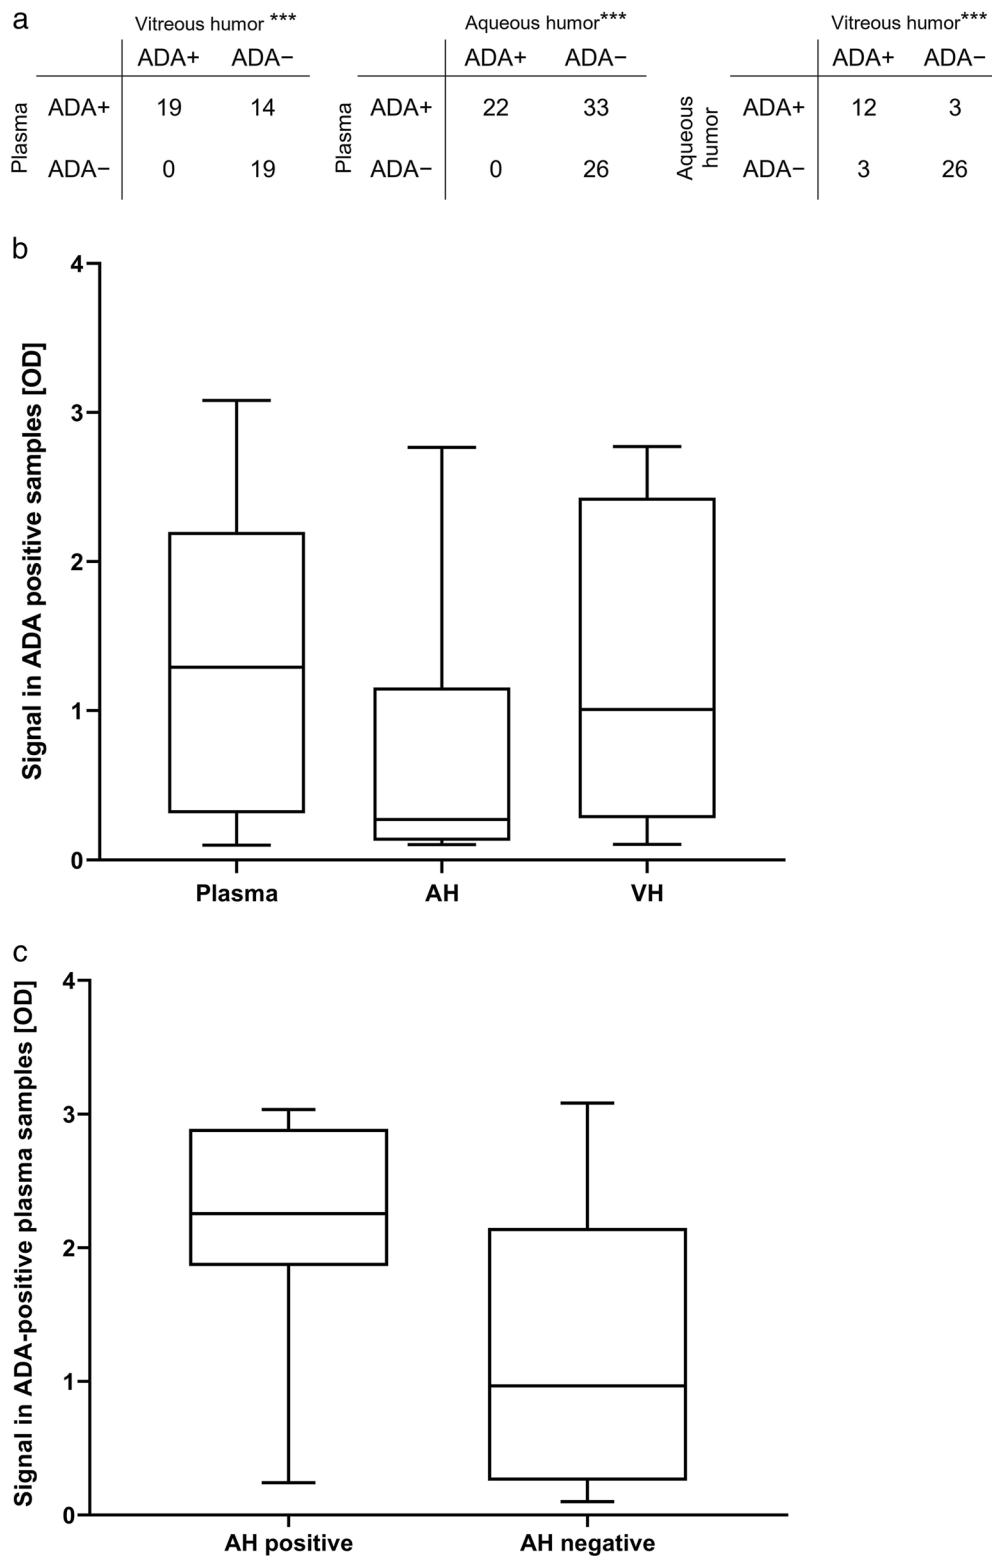 a
Vitreous humor ***
ADA+ ADA−
Plasma
ADA+ 19 14
ADA− 0 19
Aqueous humor***
ADA+ ADA−
Plasma
ADA+ 22 33
ADA− 0 26
Vitreous humor***
ADA+ ADA−
Aqueous
humor
ADA+ 12 3
ADA− 3 26
b
Signal in ADA positive samples [OD]
4
3
2
1
0
Plasma AH VH
c
Signal in ADA-positive plasma samples [OD]
4
3
2
1
0
AH positive AH negative